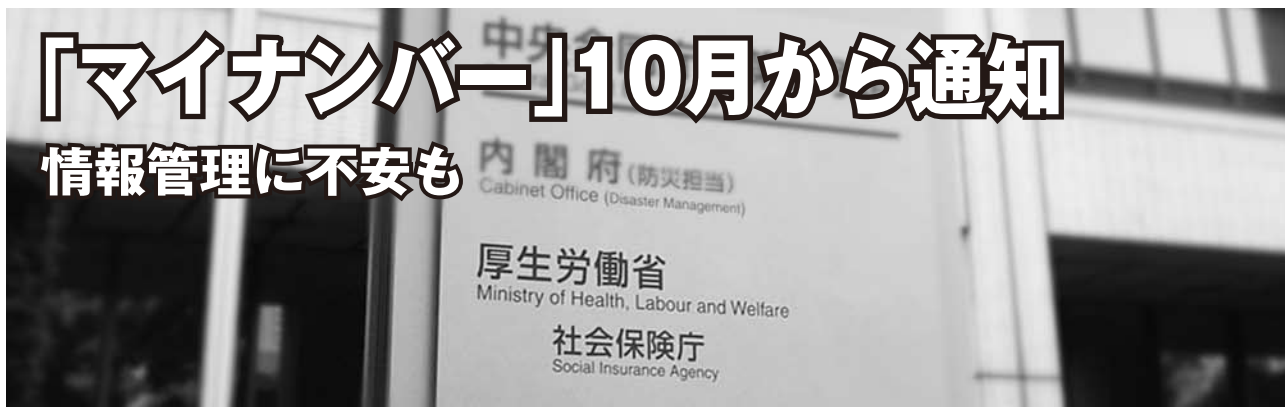 「マイナンバー」10月から通知
情報管理に不安も
中央
内閣府(防災担当)
Cabinet Office (Disaster Management)
厚生労働省
Ministry of Health, Labour and Welfare
社会保険庁
Social Insurance Agency